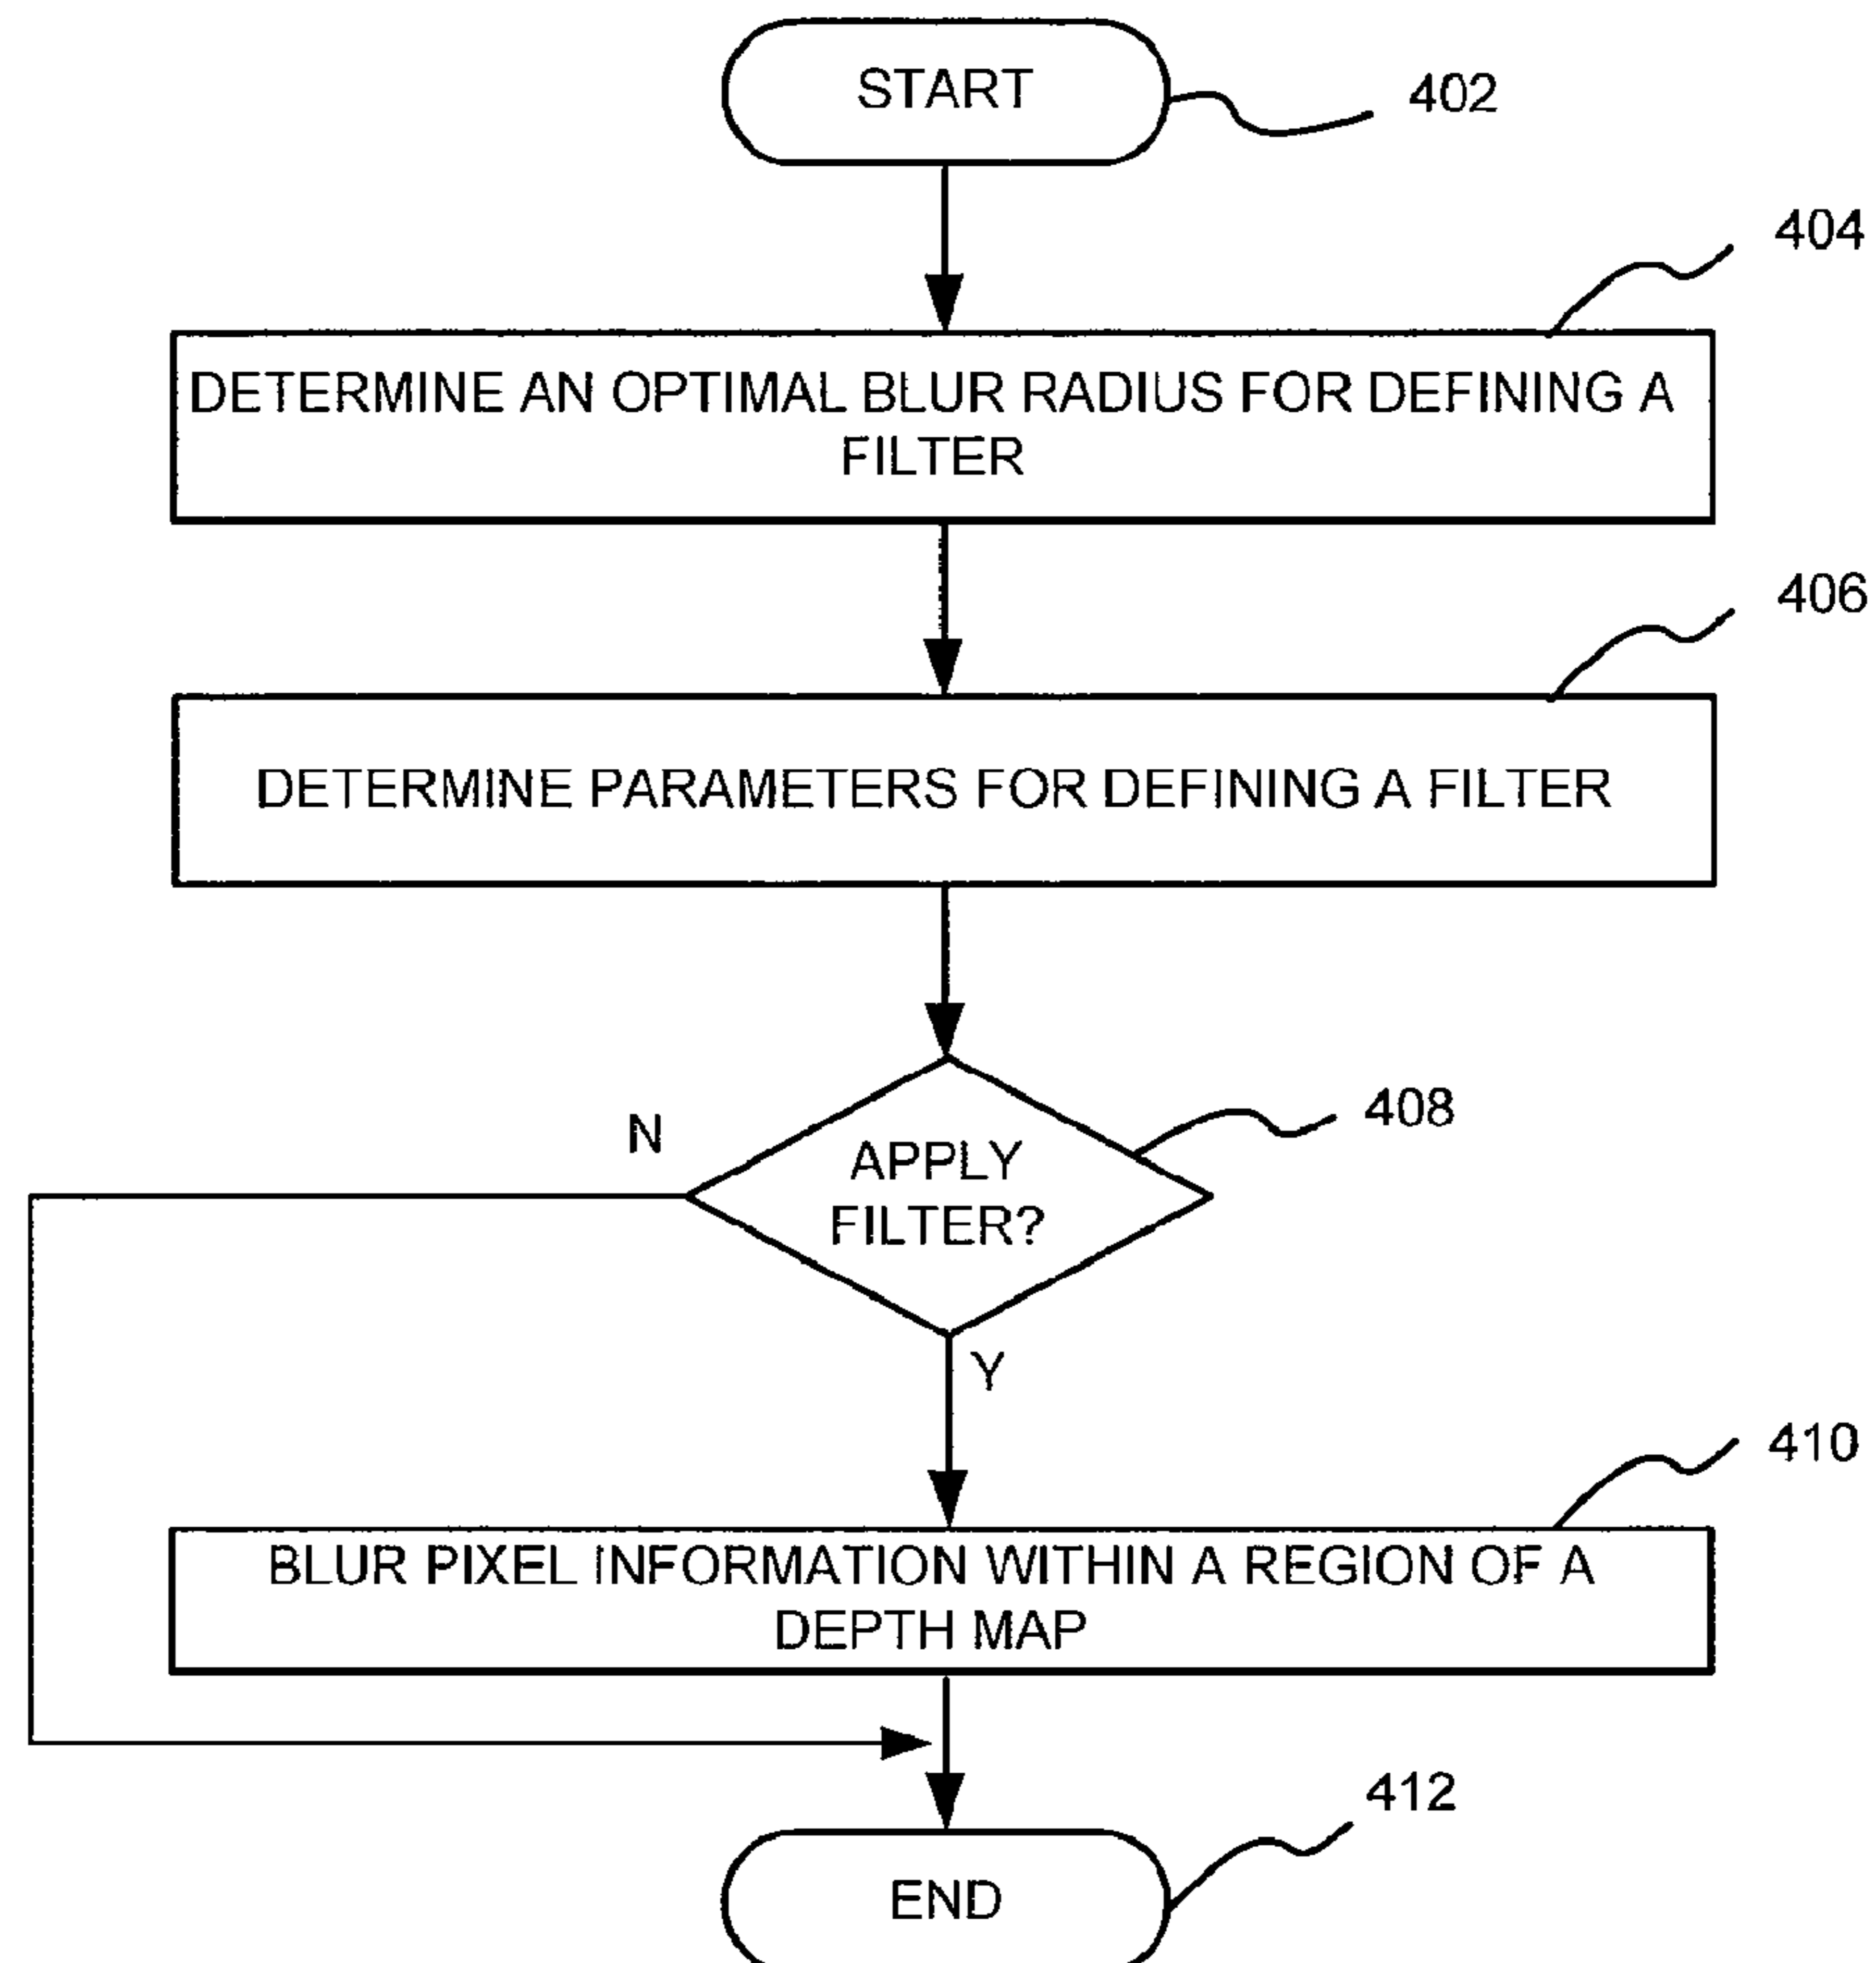 START
402
404
DETERMINE AN OPTIMAL BLUR RADIUS FOR DEFINING A
FILTER
406
DETERMINE PARAMETERS FOR DEFINING A FILTER
408
N
APPLY
FILTER?
Y
410
BLUR PIXEL INFORMATION WITHIN A REGION OF A
DEPTH MAP
412
END